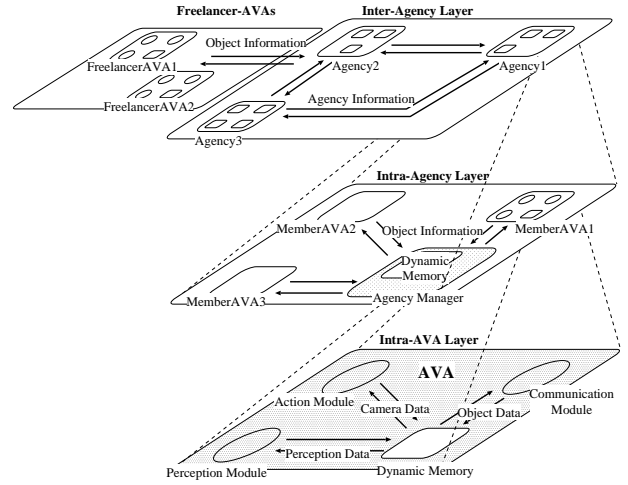 Freelancer-AVAs
Inter-Agency Layer
Object Information
FreelancerAVA1
Agency2
Agency1
FreelancerAVA2
Agency Information
Agency3
Intra-Agency Layer
MemberAVA2
Object Information
MemberAVA1
Dynamic
Memory
MemberAVA3
Agency Manager
Intra-AVA Layer
AVA
Action Module
Camera Data
Object Data
Communication
Module
Perception Data
Perception Module
Dynamic Memory